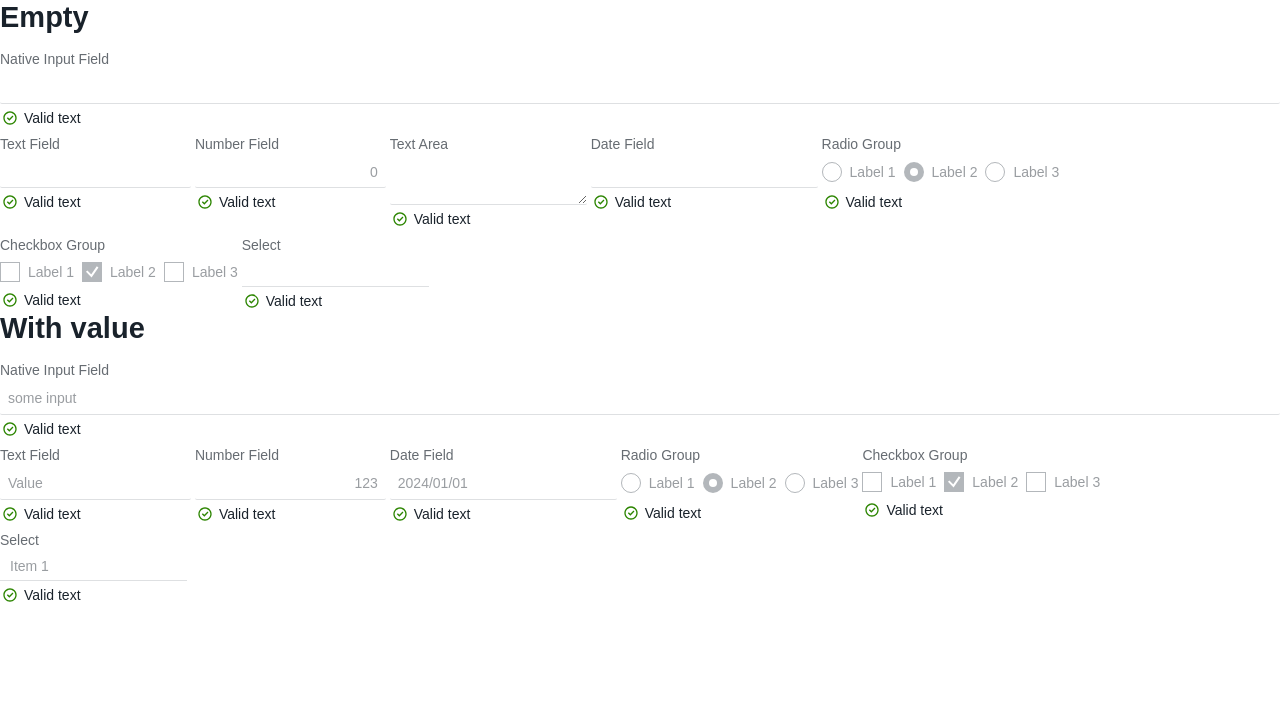 Empty
Native Input Field
Valid text
Text Field Number Field Text Area Date Field Radio Group
0 Label 1 Label 2 Label 3
Valid text Valid text Valid text Valid text
Valid text
Checkbox Group Select
Label 1 Label 2 Label 3
Valid text Valid text
With value
Native Input Field
some input
Valid text
Text Field Number Field Date Field Radio Group Checkbox Group
Value 123 2024/01/01 Label 1 Label 2 Label 3 Label 1 Label 2 Label 3
Valid text Valid text Valid text Valid text Valid text
Select
Item 1
Valid text